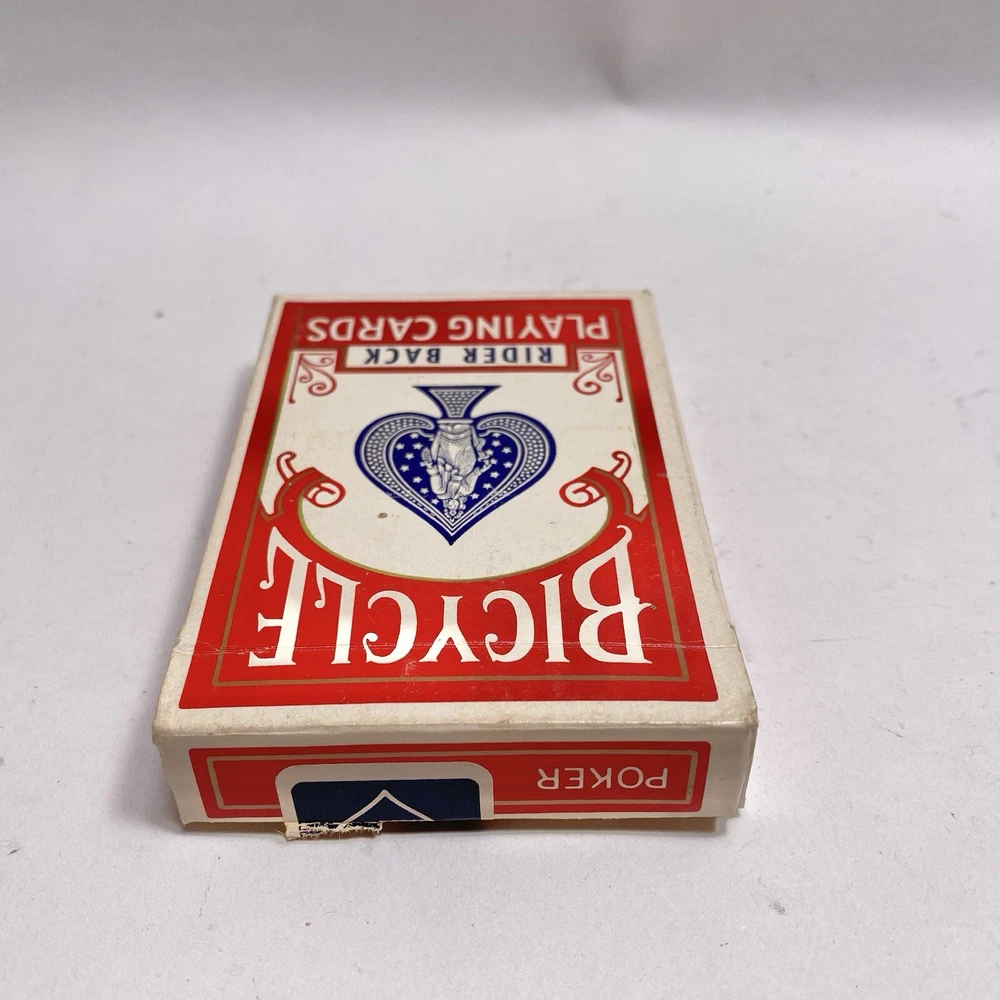 BICYCLE
RIDER BACK
PLAYING CARDS
POKER